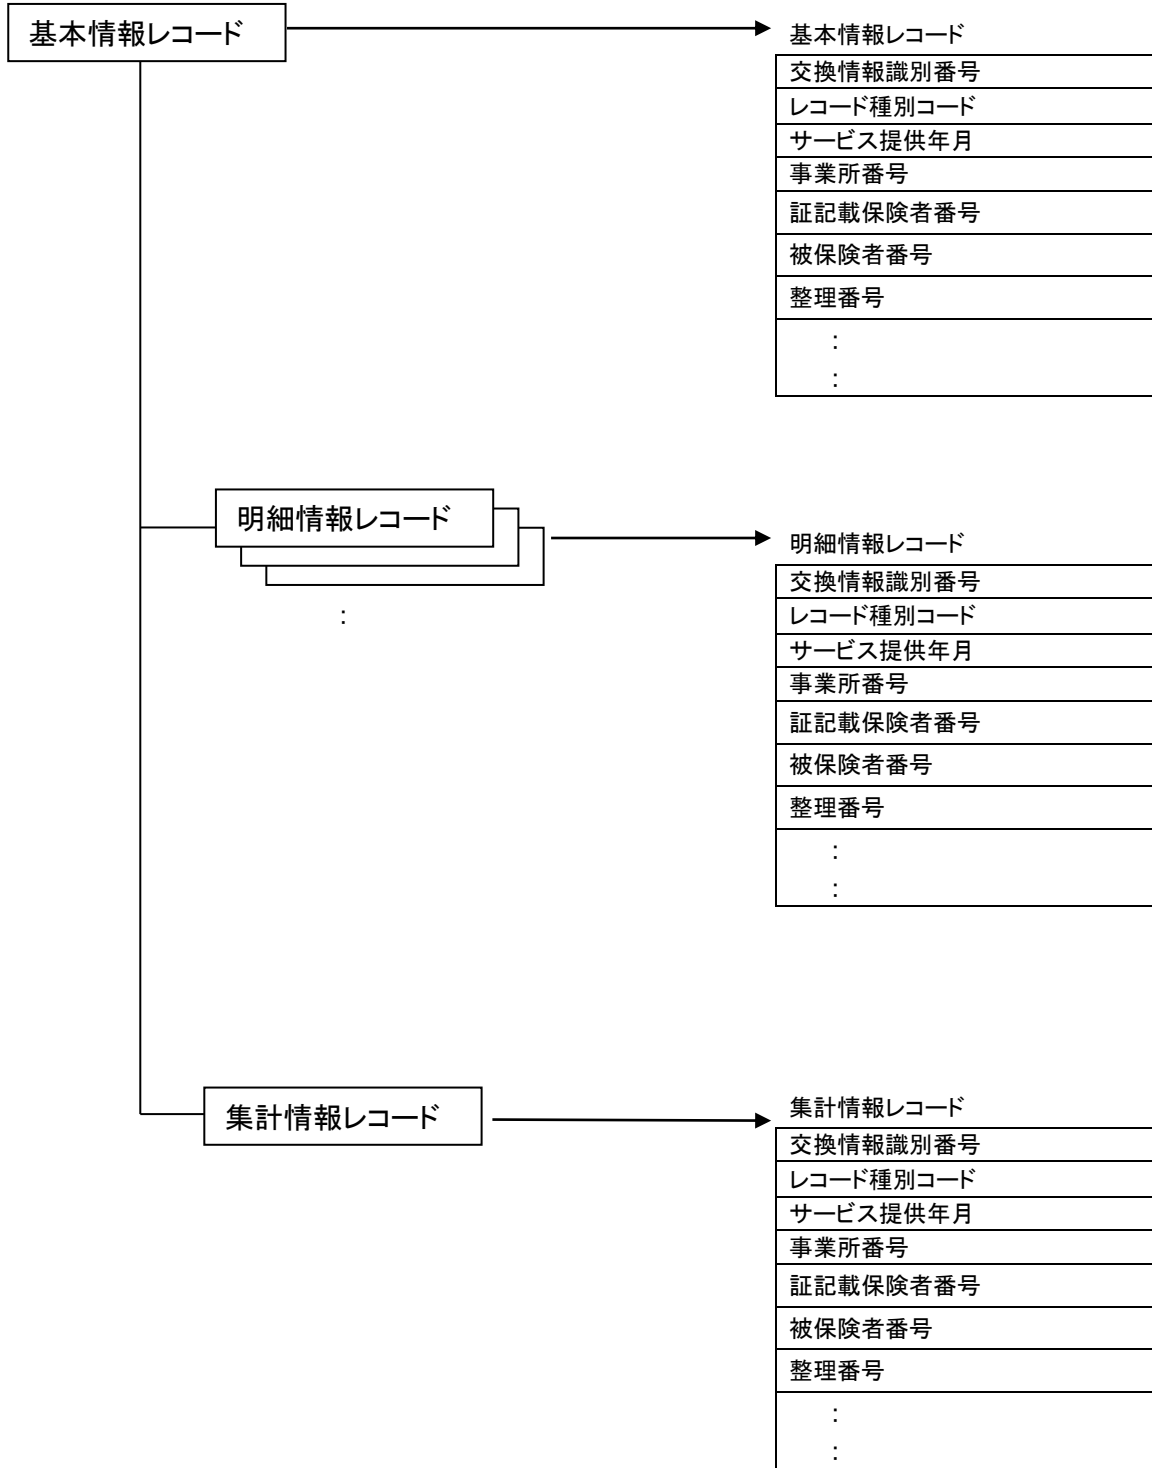 基本情報レコード
基本情報レコード
交換情報識別番号
レコード種別コード
サービス提供年月
事業所番号
証記載保険者番号
被保険者番号
整理番号
:
:
明細情報レコード
:
明細情報レコード
交換情報識別番号
レコード種別コード
サービス提供年月
事業所番号
証記載保険者番号
被保険者番号
整理番号
:
:
集計情報レコード
集計情報レコード
交換情報識別番号
レコード種別コード
サービス提供年月
事業所番号
証記載保険者番号
被保険者番号
整理番号
:
: